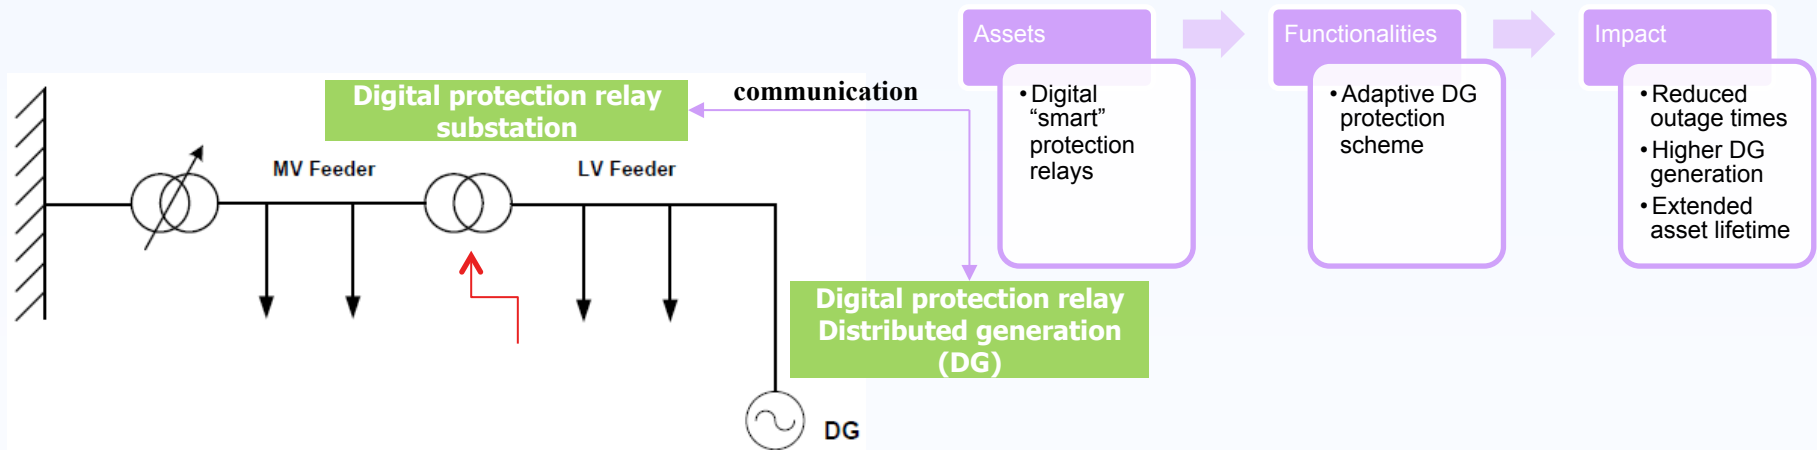 Assets
Functionalities
Impact
• Digital
“smart”
protection
relays
• Adaptive DG
protection
scheme
• Reduced
outage times
• Higher DG
generation
• Extended
asset lifetime
Digital protection relay
substation
communication
MV Feeder
LV Feeder
Digital protection relay
Distributed generation
(DG)
DG